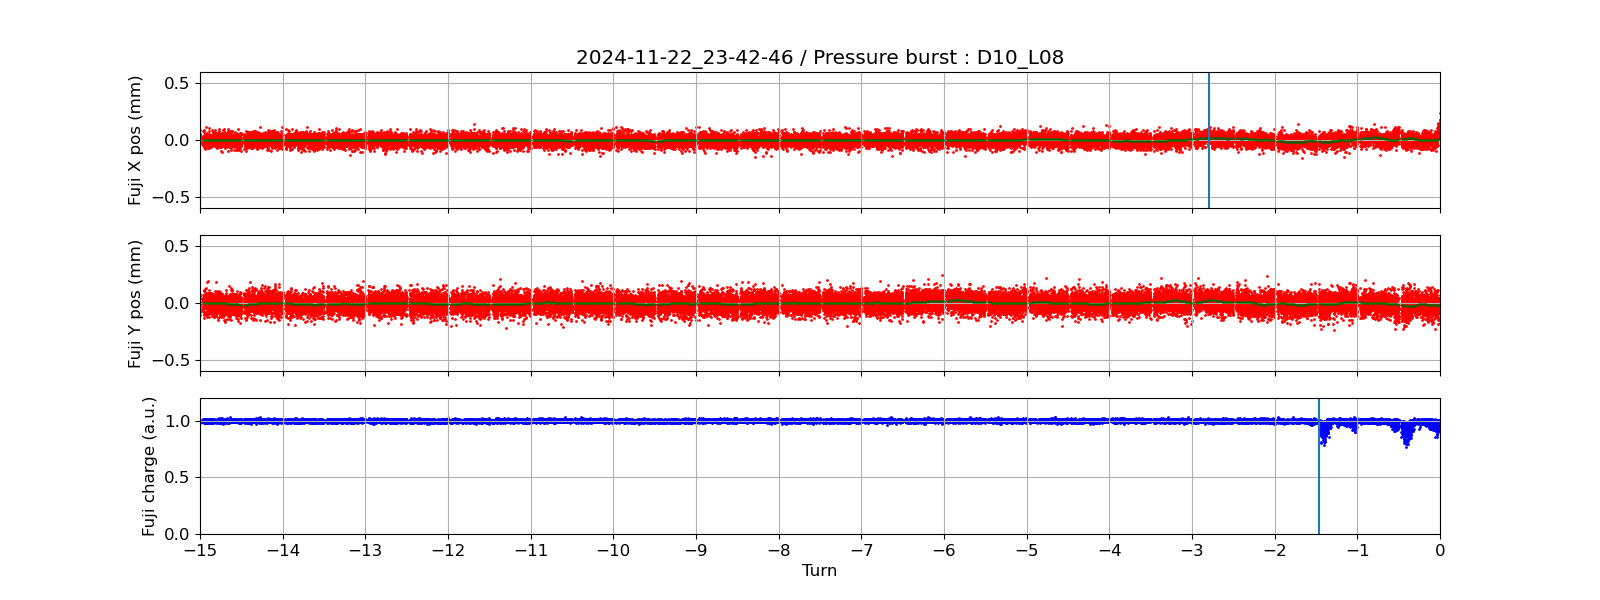 2024-11-22_23-42-46 / Pressure burst : D10_L08
Fuji X pos (mm)
0.5
0.0
−0.5
Fuji Y pos (mm)
0.5
0.0
−0.5
Fuji charge (a.u.)
1.0
0.5
0.0
−15 −14 −13 −12 −11 −10 −9 −8 −7 −6 −5 −4 −3 −2 −1 0
Turn